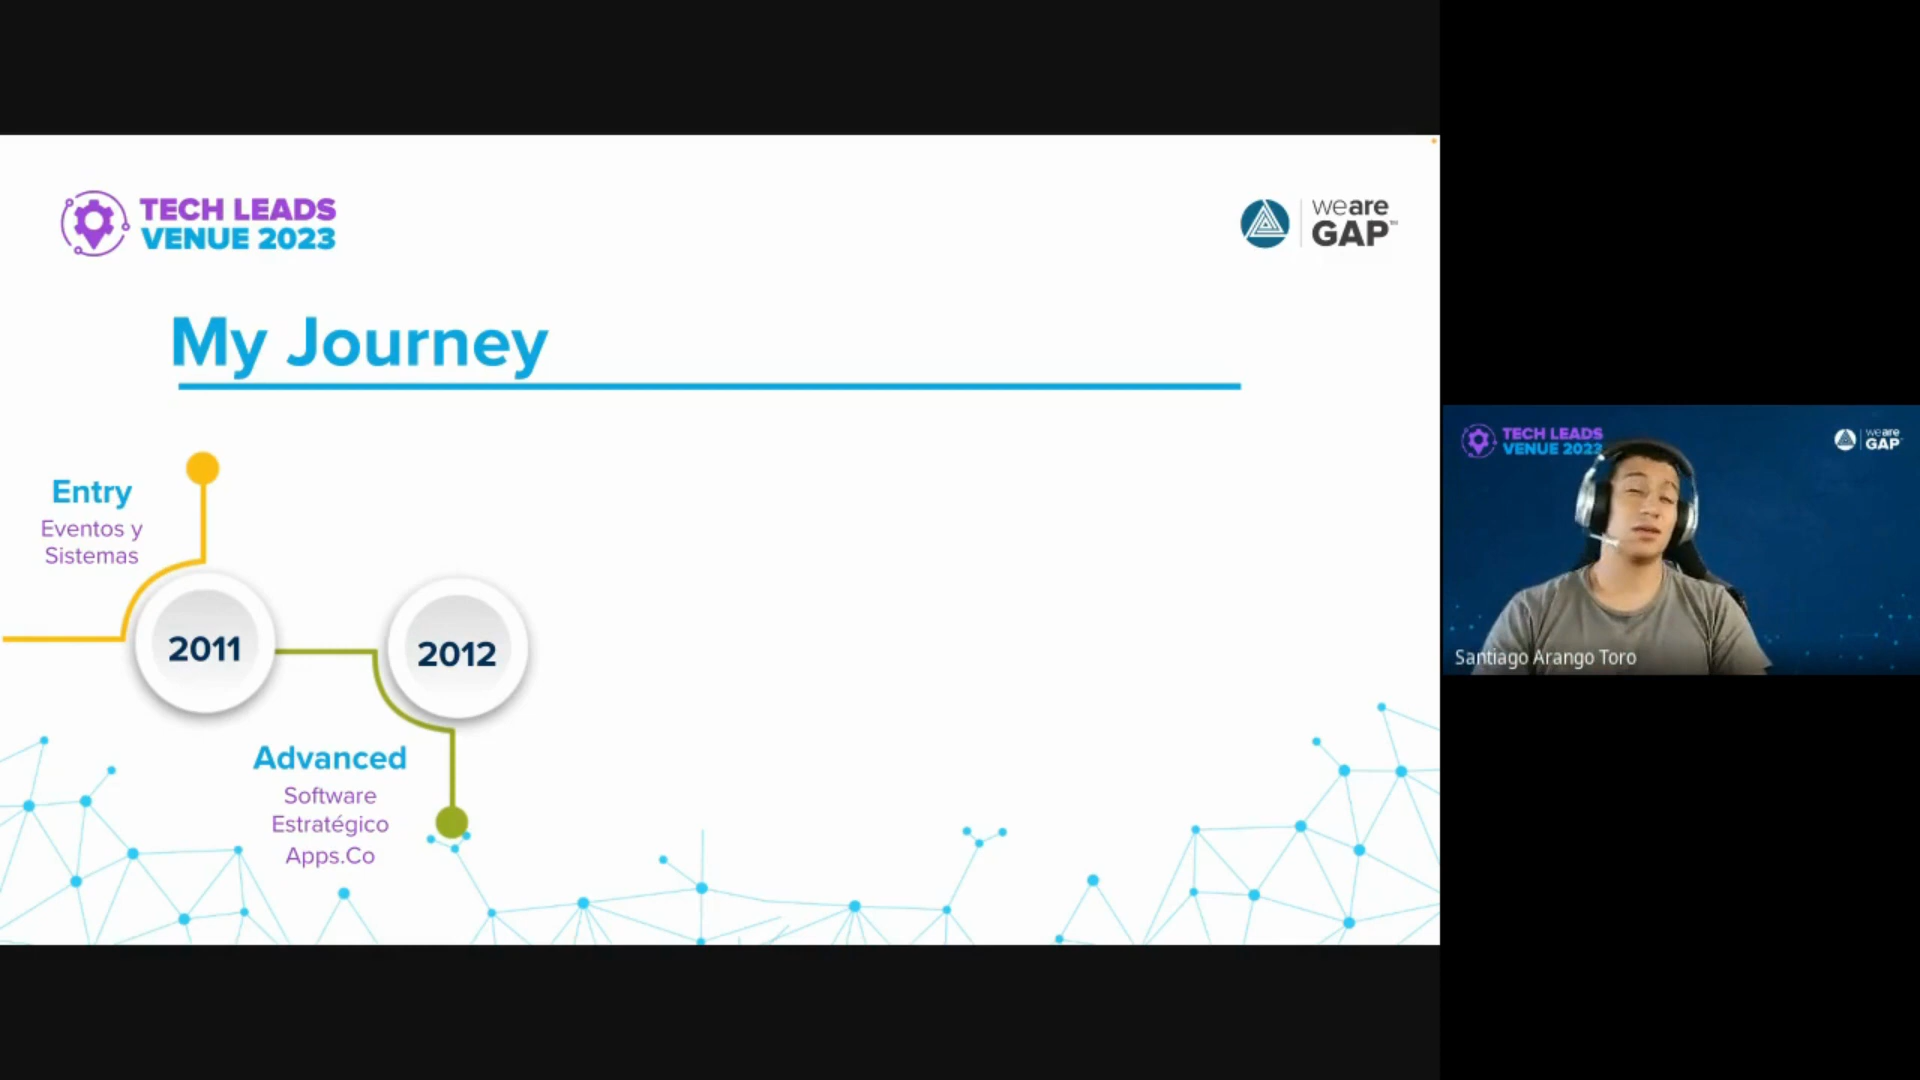 TECH LEADS
VENUE 2023
weare
GAP™
My Journey
Entry
Eventos y
Sistemas
2011
2012
Advanced
Software
Estratégico
Apps.Co
TECH LEADS
VENUE 2023
weare
GAP
Santiago Arango Toro